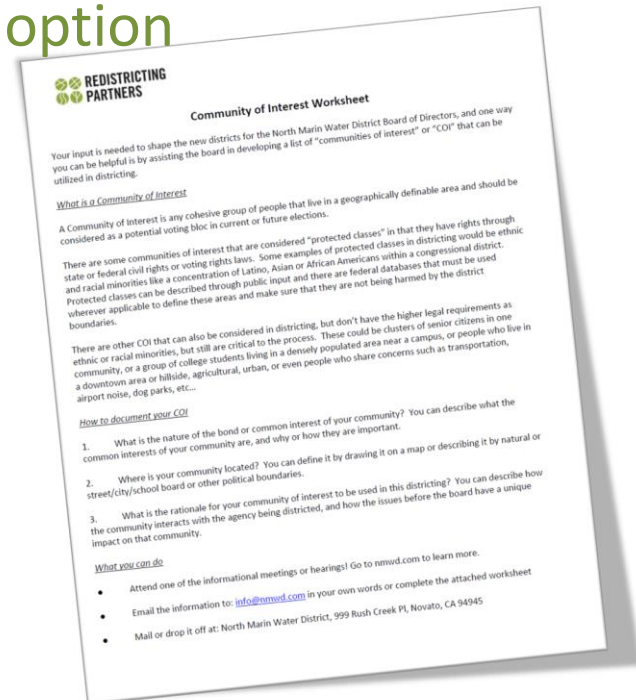 option
REDISTRICTING
PARTNERS
Community of Interest Worksheet
Your input is needed to shape the new districts for the North Marin Water District Board of Directors, and one way
you can be helpful is by assisting the board in developing a list of "communities of interest" or "COI" that can be
utilized in districting.
What is a Community of Interest
A Community of Interest is any cohesive group of people that live in a geographically definable area and should be
considered as a potential voting bloc in current or future elections.
There are some communities of interest that are considered "protected classes" in that they have rights through
state or federal civil rights or voting rights laws. Some examples of protected classes in districting would be ethnic
and racial minorities like a concentration of Latino, Asian or African Americans within a congressional district.
Protected classes can be described through public input and there are federal databases that must be used
wherever applicable to define these areas and make sure that they are not being harmed by the district
boundaries.
There are other COI that can also be considered in districting, but don't have the higher legal requirements as
ethnic or racial minorities, but still are critical to the process. These could be clusters of senior citizens in one
community, or a group of college students living in a densely populated area near a campus, or people who live in
a downtown area or hillside, agricultural, urban, or even people who share concerns such as transportation,
airport noise, dog parks, etc...
How to document your COI
1. What is the nature of the bond or common interest of your community? You can describe what the
common interests of your community are, and why or how they are important.
2. Where is your community located? You can define it by drawing it on a map or describing it by natural or
street/city/school board or other political boundaries.
3. What is the rationale for your community of interest to be used in this districting? You can describe how
the community interacts with the agency being districted, and how the issues before the board have a unique
impact on that community.
What you can do
• Attend one of the informational meetings or hearings! Go to nmwd.com to learn more.
• Email the information to: info@nmwd.com in your own words or complete the attached worksheet
• Mail or drop it off at: North Marin Water District, 999 Rush Creek Pl, Novato, CA 94945